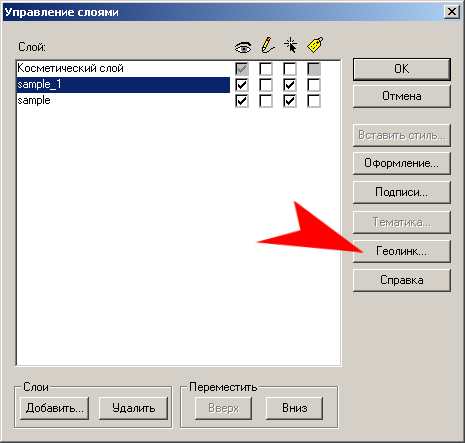 Управление слоями
Слой:
Косметический слой
sample_1
sample
OK
Отмена
Вставить стиль...
Оформление...
Подписи...
Тематика...
Геолинк...
Справка
Слои
Добавить...
Удалить
Переместить
Вверх
Вниз